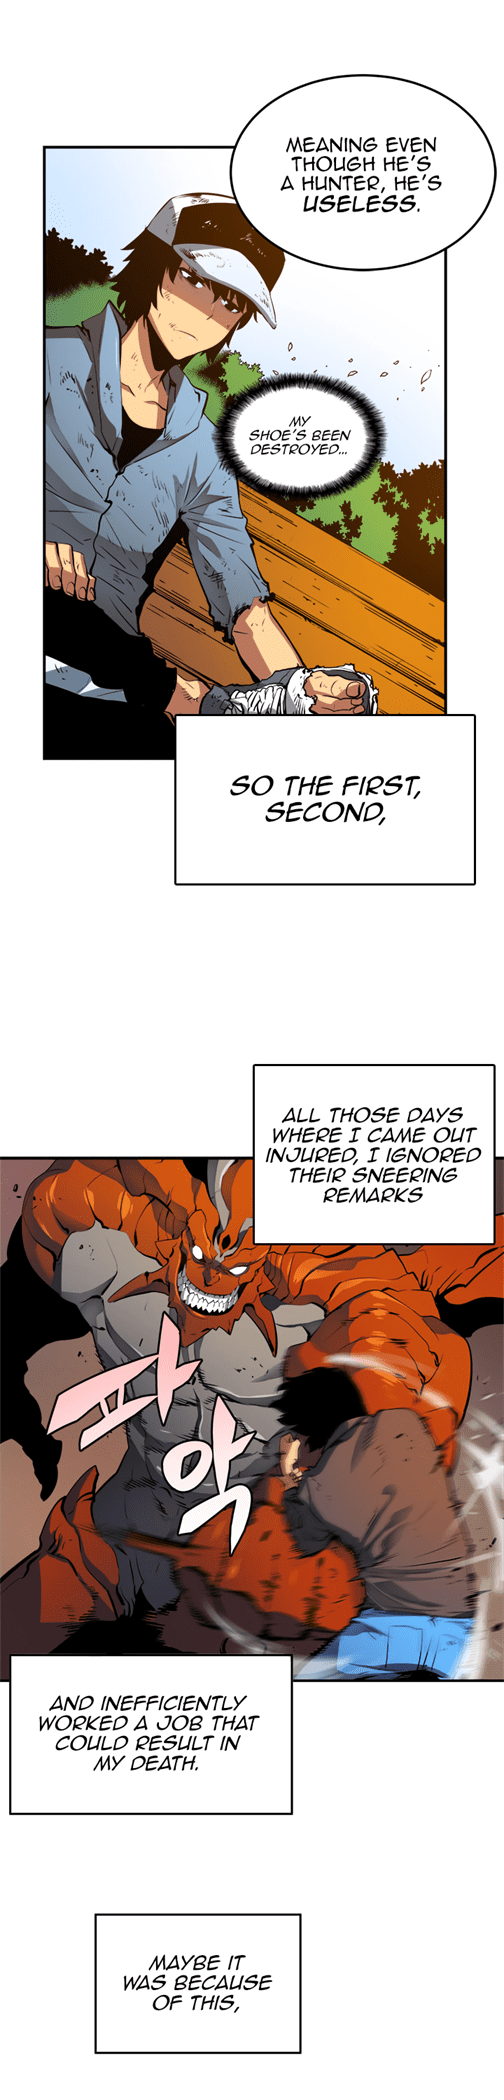 MEANING EVEN
THOUGH HE'S
A HUNTER, HE'S
USELESS.
MY
SHOE'S BEEN
DESTROYED...
SO THE FIRST,
SECOND,
ALL THOSE DAYS
WHERE I CAME OUT
INJURED, I IGNORED
THEIR SNEERING
REMARKS
퍼
억
AND INEFFICIENTLY
WORKED A JOB THAT
COULD RESULT IN
MY DEATH.
MAYBE IT
WAS BECAUSE
OF THIS,